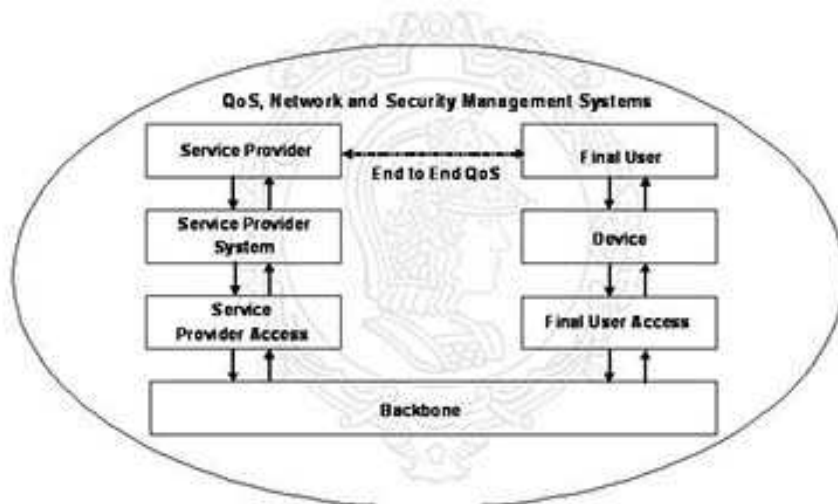 QoS, Network and Security Management Systems
Service Provider
Final User
End to End QoS
Service Provider
System
Device
Service
Provider Access
Final User Access
Backbone